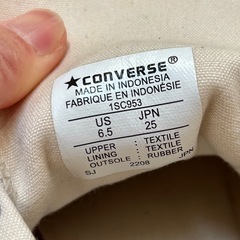 ★CONVERSE®
MADE IN INDONESIA
FABRIQUE EN INDONÉSIE
1SC953
US JPN
6.5 25
UPPER : TEXTILE
LINING : TEXTILE
OUTSOLE : RUBBER
SJ 2208 JPN